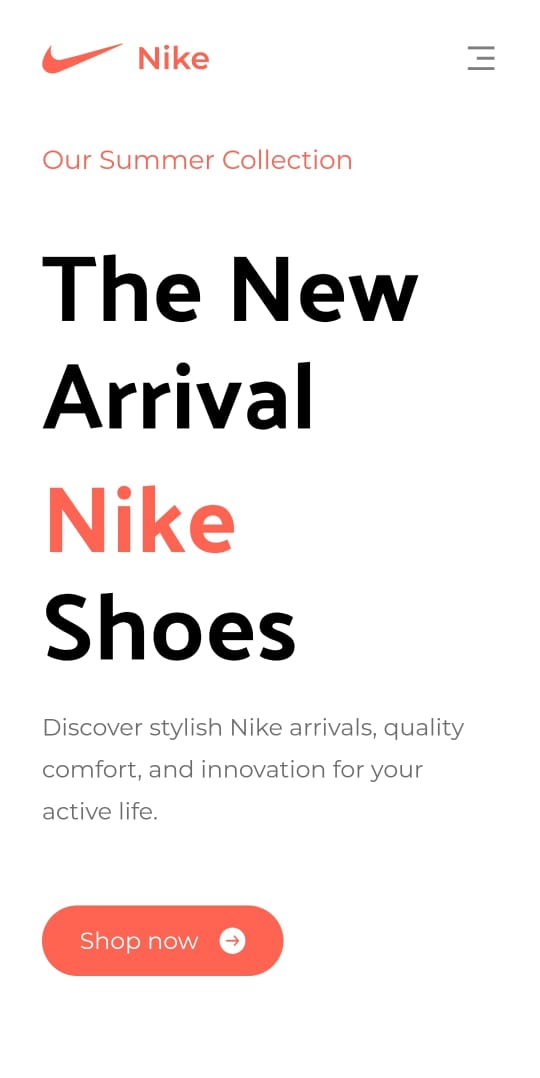 Nike
Our Summer Collection
The New
Arrival
Nike
Shoes
Discover stylish Nike arrivals, quality
comfort, and innovation for your
active life.
Shop now